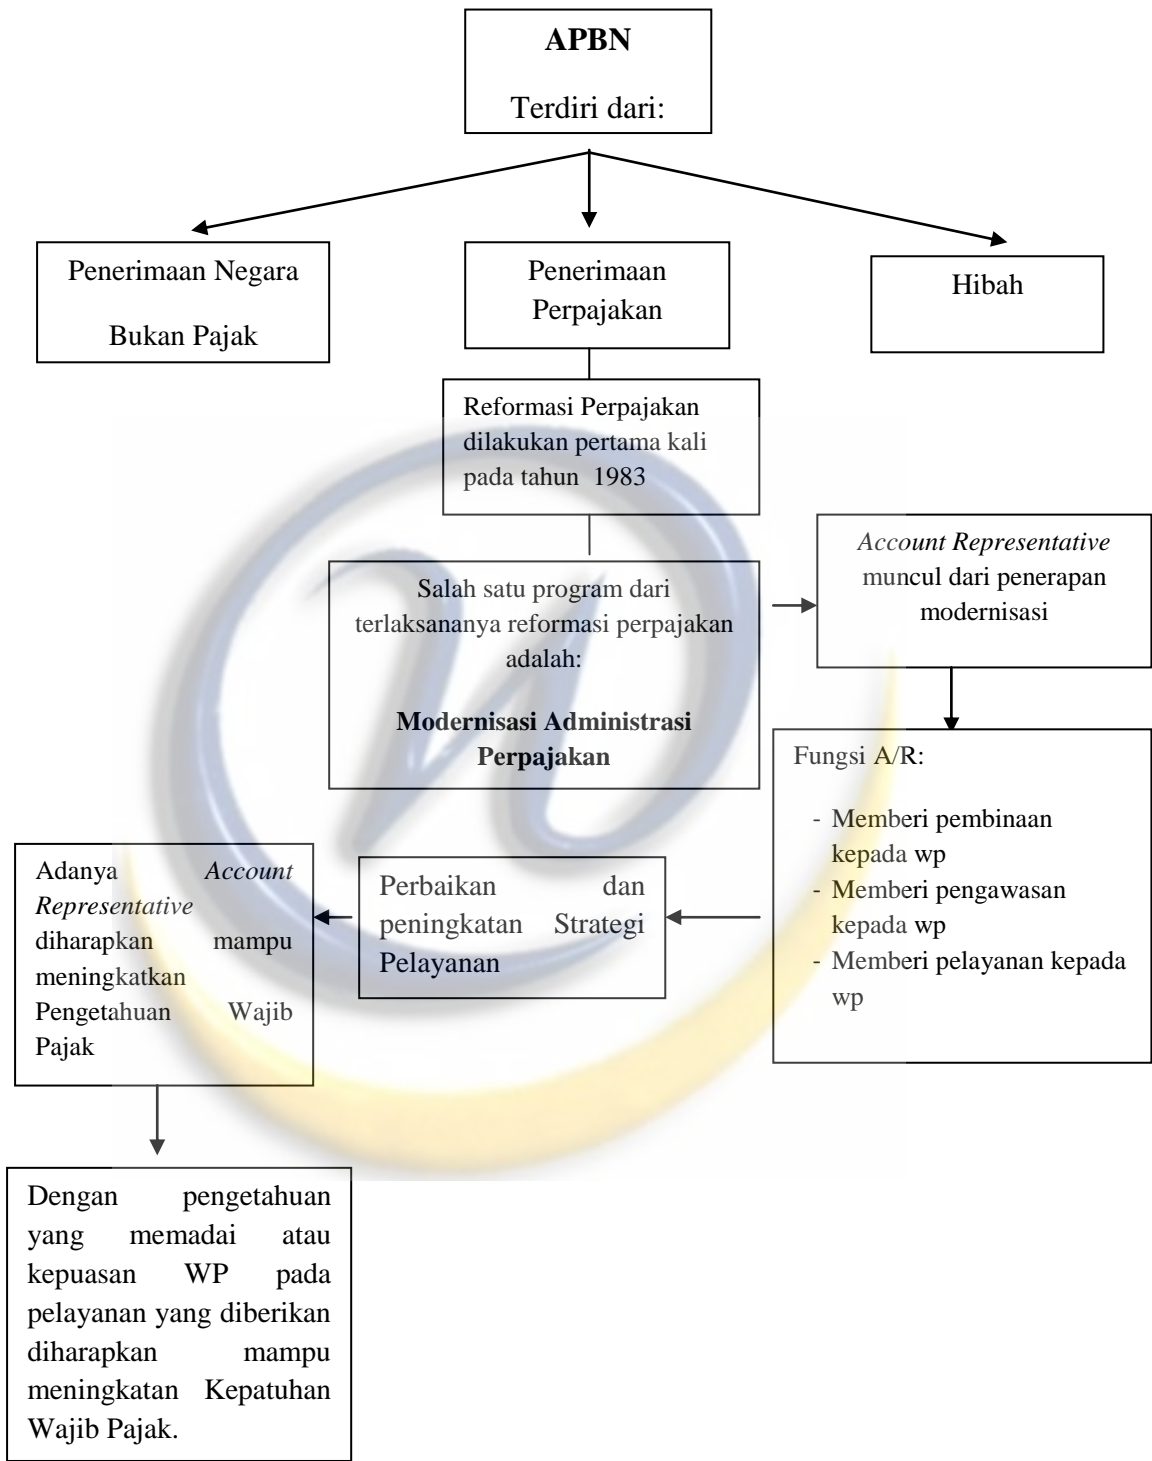 APBN
Terdiri dari:
Penerimaan Negara
Bukan Pajak
Penerimaan
Perpajakan
Hibah
Reformasi Perpajakan
dilakukan pertama kali
pada tahun 1983
Salah satu program dari
terlaksananya reformasi perpajakan
adalah:
Modernisasi Administrasi
Perpajakan
Account Representative
muncul dari penerapan
modernisasi
Fungsi A/R:
- Memberi pembinaan
kepada wp
- Memberi pengawasan
kepada wp
- Memberi pelayanan kepada
wp
Perbaikan dan
peningkatan Strategi
Pelayanan
Adanya Account
Representative
diharapkan mampu
meningkatkan
Pengetahuan Wajib
Pajak
Dengan pengetahuan
yang memadai atau
kepuasan WP pada
pelayanan yang diberikan
diharapkan mampu
meningkatan Kepatuhan
Wajib Pajak.